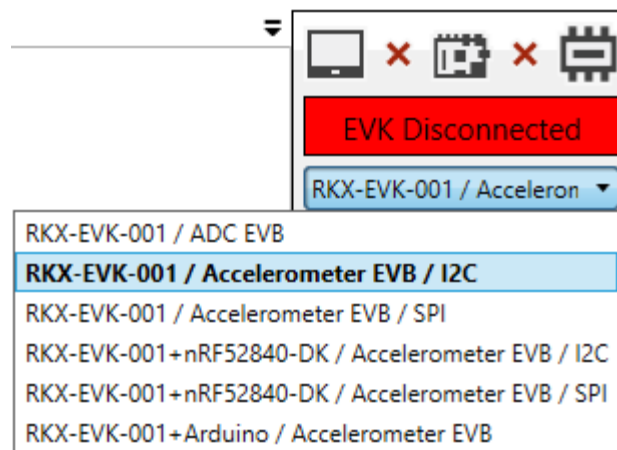 EVK Disconnected
RKX-EVK-001 / Acceleron
RKX-EVK-001 / ADC EVB
RKX-EVK-001 / Accelerometer EVB / I2C
RKX-EVK-001 / Accelerometer EVB / SPI
RKX-EVK-001+nRF52840-DK / Accelerometer EVB / I2C
RKX-EVK-001+nRF52840-DK / Accelerometer EVB / SPI
RKX-EVK-001+Arduino / Accelerometer EVB